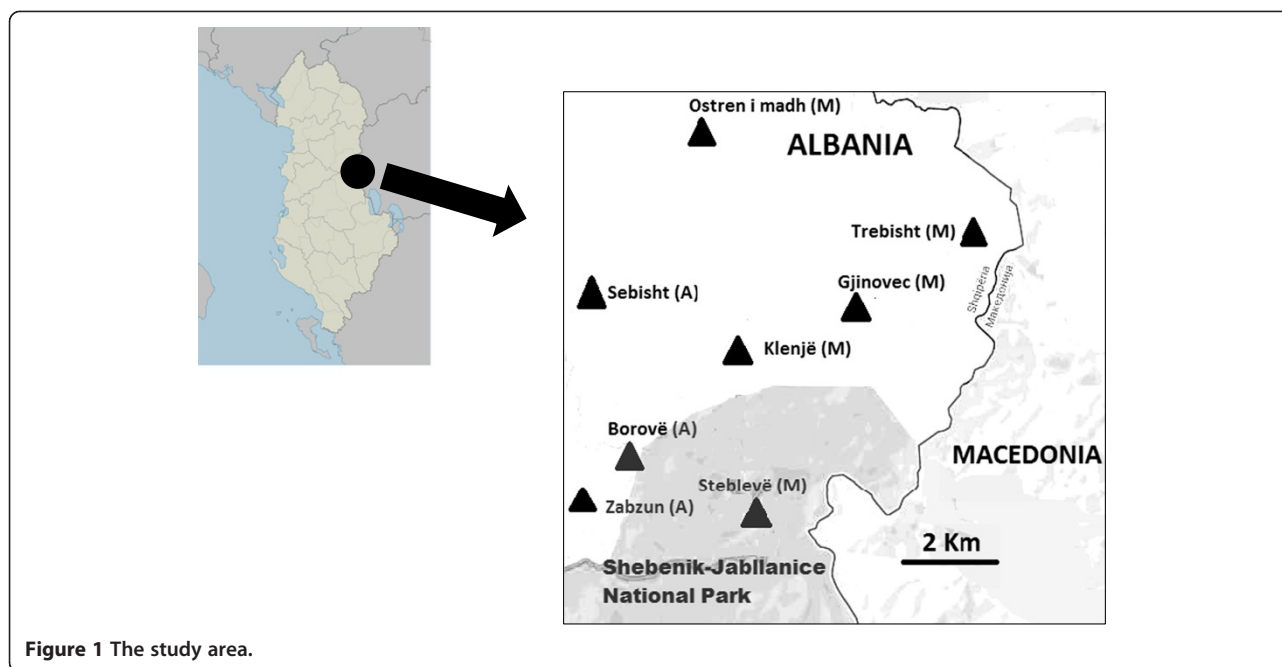 Ostren i madh (M)
ALBANIA
Trebisht (M)
Shqipëria
Македонија
Gjinovec (M)
Sebisht (A)
Klenjë (M)
Borovë (A)
MACEDONIA
Steblevë (M)
Zabzun (A)
2 Km
Shebenik-Jabllanice
National Park
Figure 1 The study area.